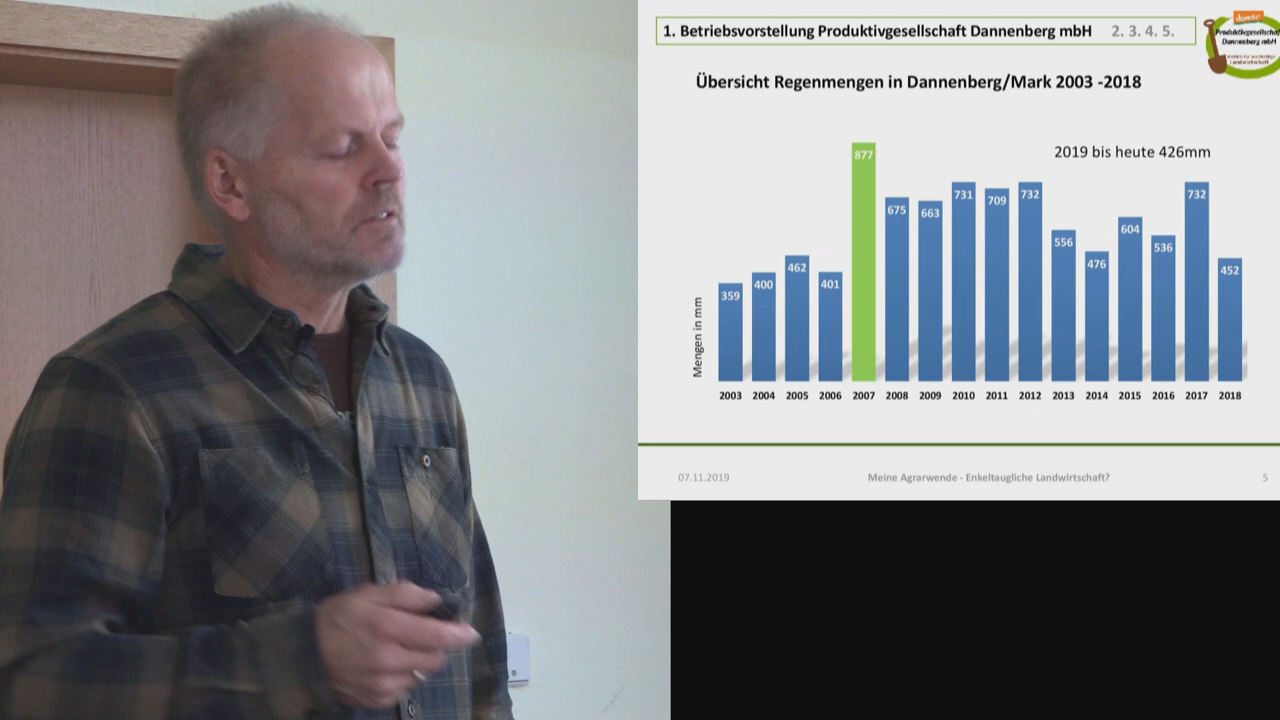 1. Betriebsvorstellung Produktivgesellschaft Dannenberg mbH 2. 3. 4. 5.
demeter
Produktivgesellschaft
Dannenberg mbH
Landwirtschaft
Übersicht Regenmengen in Dannenberg/Mark 2003 -2018
2019 bis heute 426mm
Mengen in mm
359 400 462 401 877 675 663 731 709 732 556 476 604 536 732 452
2003 2004 2005 2006 2007 2008 2009 2010 2011 2012 2013 2014 2015 2016 2017 2018
07.11.2019 Meine Agrarwende - Enkeltaugliche Landwirtschaft? 5